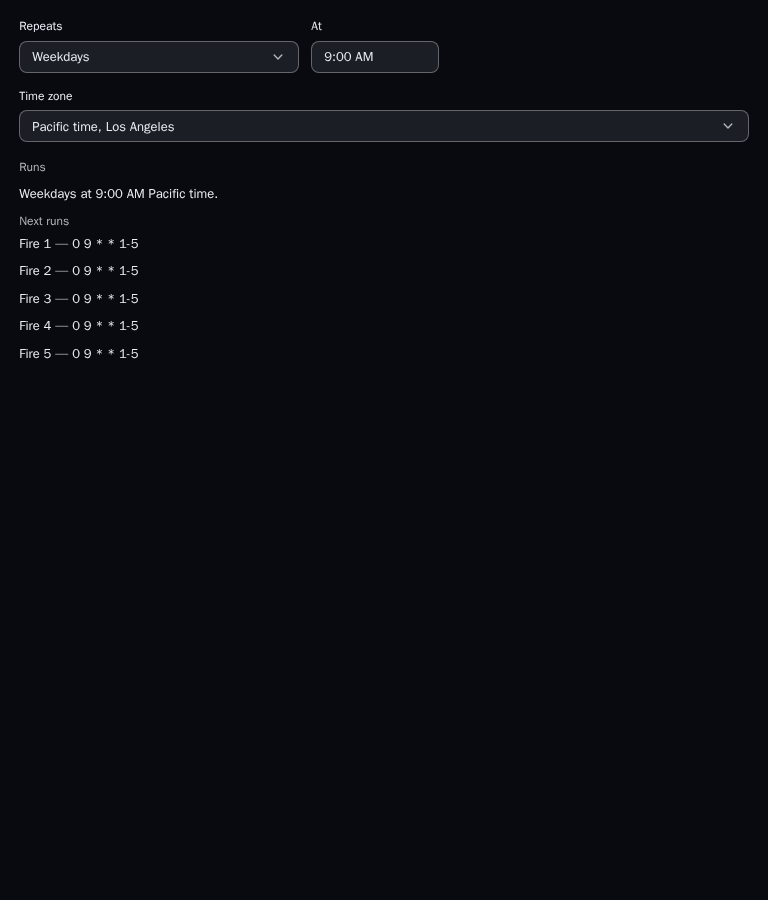 Repeats
At
Weekdays
9:00 AM
Time zone
Pacific time, Los Angeles
Runs
Weekdays at 9:00 AM Pacific time.
Next runs
Fire 1 — 0 9 * * 1-5
Fire 2 — 0 9 * * 1-5
Fire 3 — 0 9 * * 1-5
Fire 4 — 0 9 * * 1-5
Fire 5 — 0 9 * * 1-5